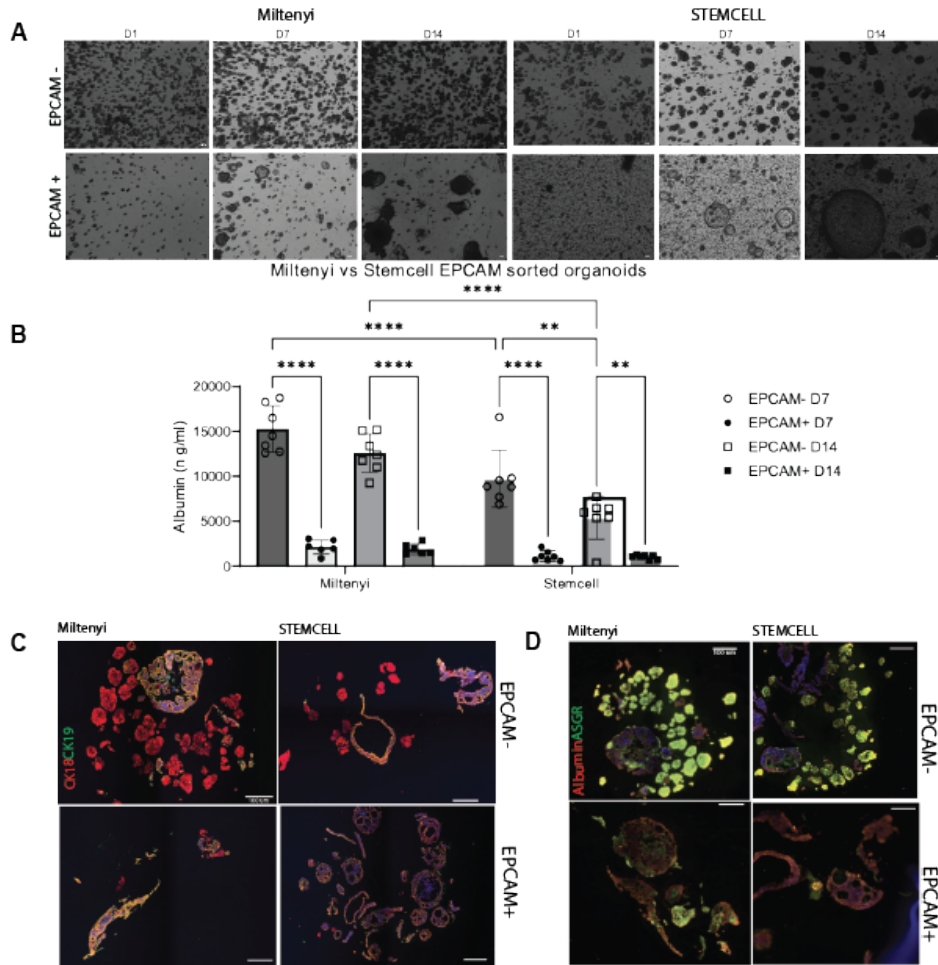 Miltenyi STEMCELL
A D1 D7 D14 D1 D7 D14
EPCAM -
EPCAM +
Miltenyi vs Stemcell EPCAM sorted organoids
B
****
**** **
**** **** **** **
20000
15000
10000
5000
0
Albumin (n g/ml)
Miltenyi Stemcell
EPCAM- D7
EPCAM+ D7
EPCAM- D14
EPCAM+ D14
C Miltenyi STEMCELL
CK18CK19
EPCAM-
EPCAM+
D Miltenyi STEMCELL
AlbuminASGR
EPCAM-
EPCAM+